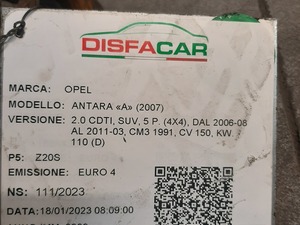 DISFACAR
MARCA: OPEL
MODELLO: ANTARA «A» (2007)
VERSIONE: 2.0 CDTI, SUV, 5 P. (4X4), DAL 2006-08
AL 2011-03, CM3 1991, CV 150, KW
110 (D)
P5: Z20S
EMISSIONE: EURO 4
NS: 111/2023
DATA: 18/01/2023 08:09:00